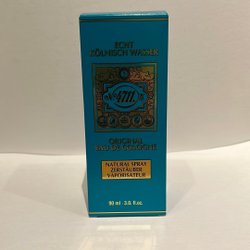 ECHT
KÖLNISCH WASSER
Nº 4711.
ORIGINAL
EAU DE COLOGNE
NATURAL SPRAY
ZERSTÄUBER
VAPORISATEUR
90 ml · 3.0. fl.oz.